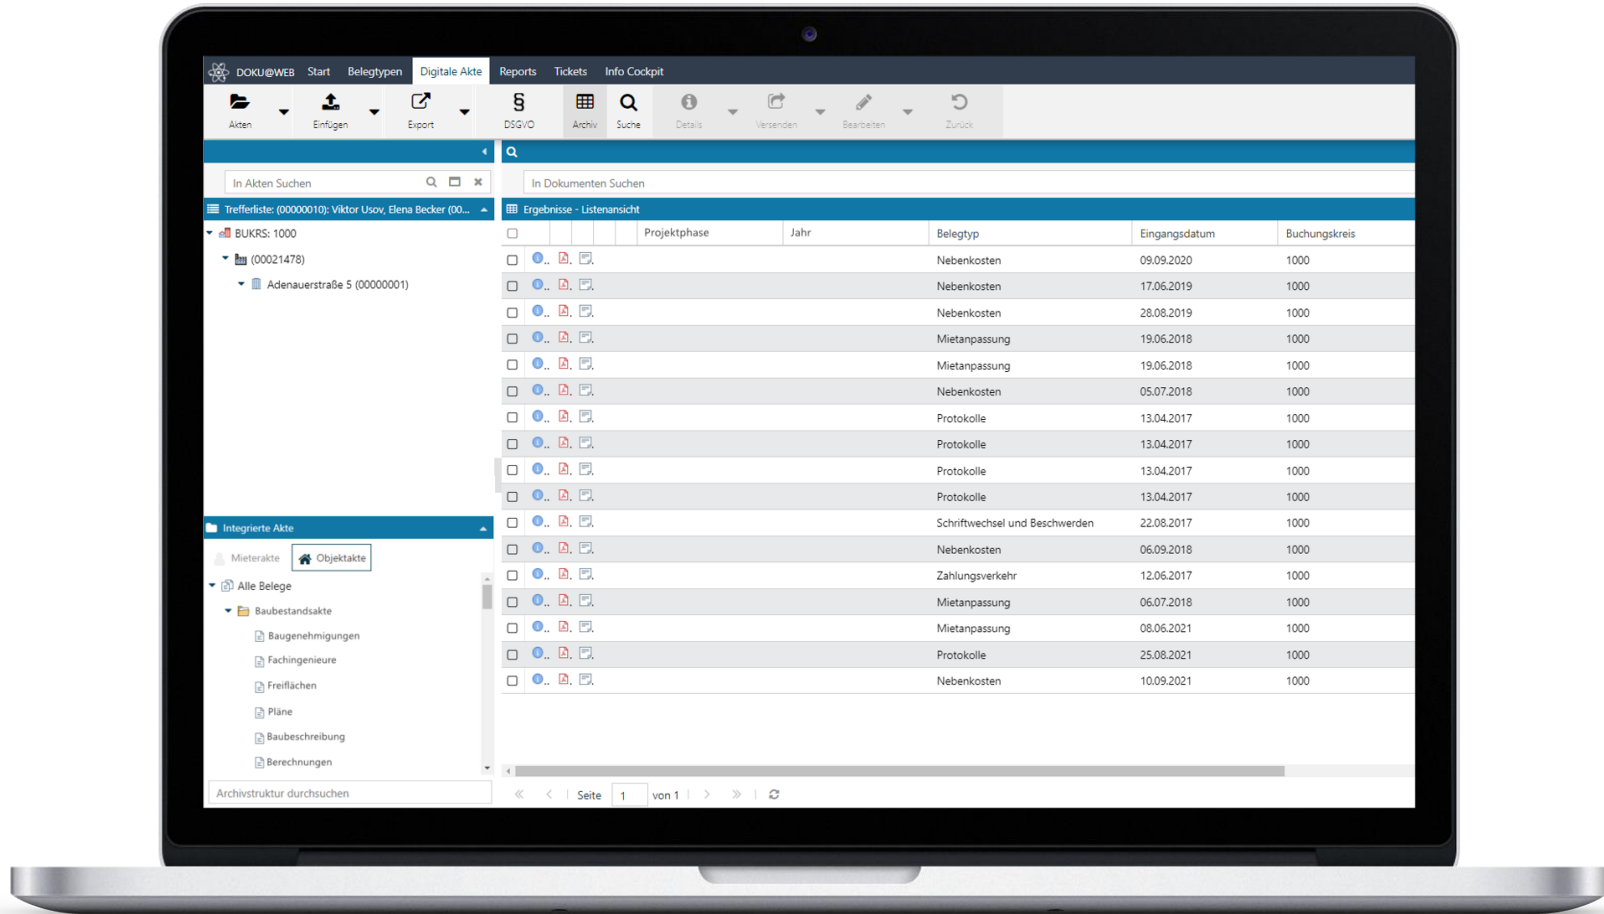 DOKU@WEB Start Belegtypen Digitale Akte Reports Tickets Info Cockpit
Akten Einfügen Export DSGVO Archiv Suche Details Versenden Bearbeiten Zurück
In Akten Suchen
In Dokumenten Suchen
Trefferliste: (00000010): Viktor Usov, Elena Becker (00...
BUKRS: 1000
(00021478)
Adenauerstraße 5 (00000001)
Integrierte Akte
Mieterakte Objektakte
Alle Belege
Baubestandsakte
Baugenehmigungen
Fachingenieure
Freiflächen
Pläne
Baubeschreibung
Berechnungen
Archivstruktur durchsuchen
Ergebnisse - Listenansicht
Projektphase Jahr Belegtyp Eingangsdatum Buchungskreis
Nebenkosten 09.09.2020 1000
Nebenkosten 17.06.2019 1000
Nebenkosten 28.08.2019 1000
Mietanpassung 19.06.2018 1000
Mietanpassung 19.06.2018 1000
Nebenkosten 05.07.2018 1000
Protokolle 13.04.2017 1000
Protokolle 13.04.2017 1000
Protokolle 13.04.2017 1000
Protokolle 13.04.2017 1000
Schriftwechsel und Beschwerden 22.08.2017 1000
Nebenkosten 06.09.2018 1000
Zahlungsverkehr 12.06.2017 1000
Mietanpassung 06.07.2018 1000
Mietanpassung 08.06.2021 1000
Protokolle 25.08.2021 1000
Nebenkosten 10.09.2021 1000
Seite 1 von 1